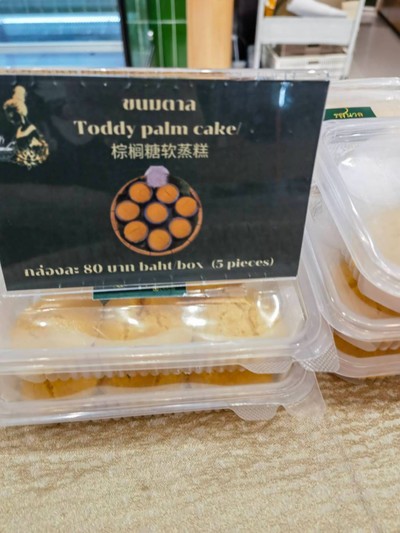 ขนมตาล
Toddy palm cake/
棕榈糖软蒸糕
กล่องละ 80 บาท baht/box (5 pieces)